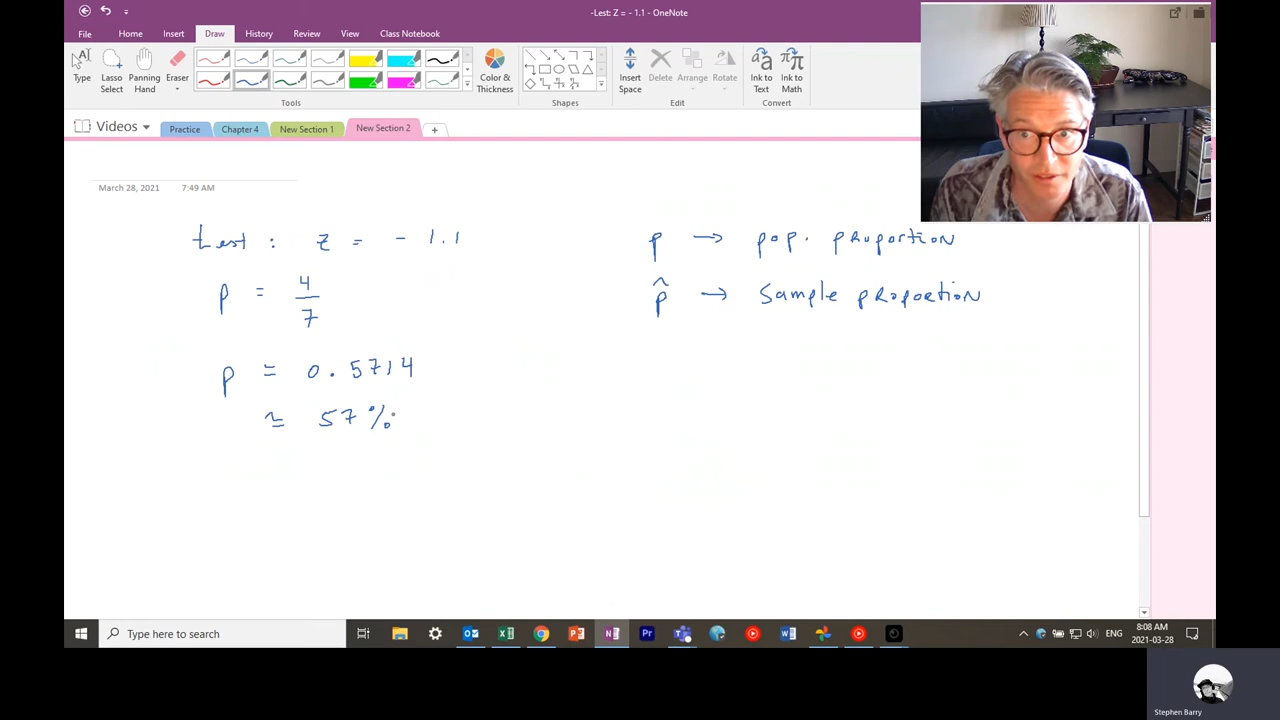 -Lest: Z = - 1.1 - OneNote
File Home Insert Draw History Review View Class Notebook
Type
Lasso Select
Panning Hand
Eraser
Color & Thickness
Insert Space
Delete
Arrange
Rotate
Ink to Text
Ink to Math
Tools
Shapes
Edit
Convert
Videos
Practice
Chapter 4
New Section 1
New Section 2
March 28, 2021 7:49 AM
test : z = - 1.1
p = 4/7
p ≃ 0.5714
≃ 57%
p → pop. proportion
p̂ → Sample proportion
Type here to search
ENG
8:08 AM
2021-03-28
Stephen Barry